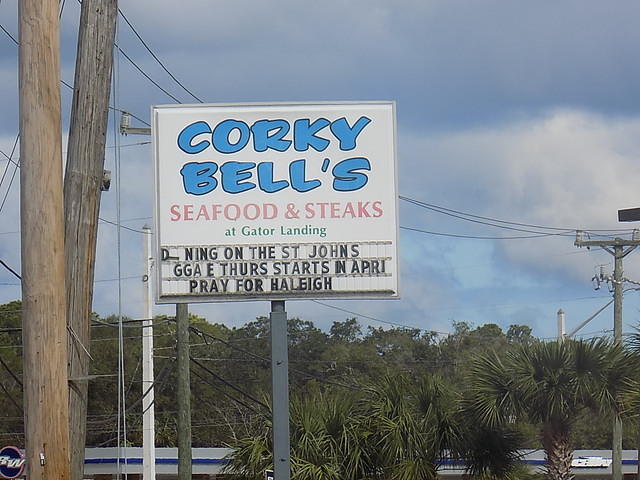 CORKY
BELL'S
SEAFOOD & STEAKS
at Gator Landing
D_ NING ON THE ST JOHNS
GGA E THURS STARTS IN APRI
PRAY FOR HALEIGH